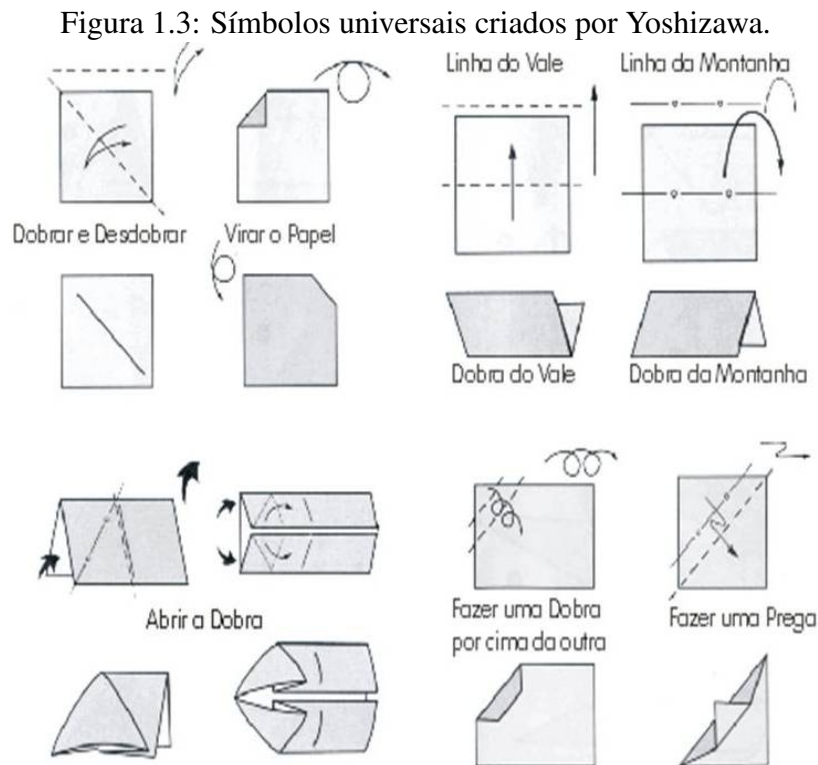 Figura 1.3: Símbolos universais criados por Yoshizawa.
Linha do Vale
Linha da Montanha
Dobrar e Desdobrar
Virar o Papel
Dobra do Vale
Dobra da Montanha
Abrir a Dobra
Fazer uma Dobra
por cima da outra
Fazer uma Prega